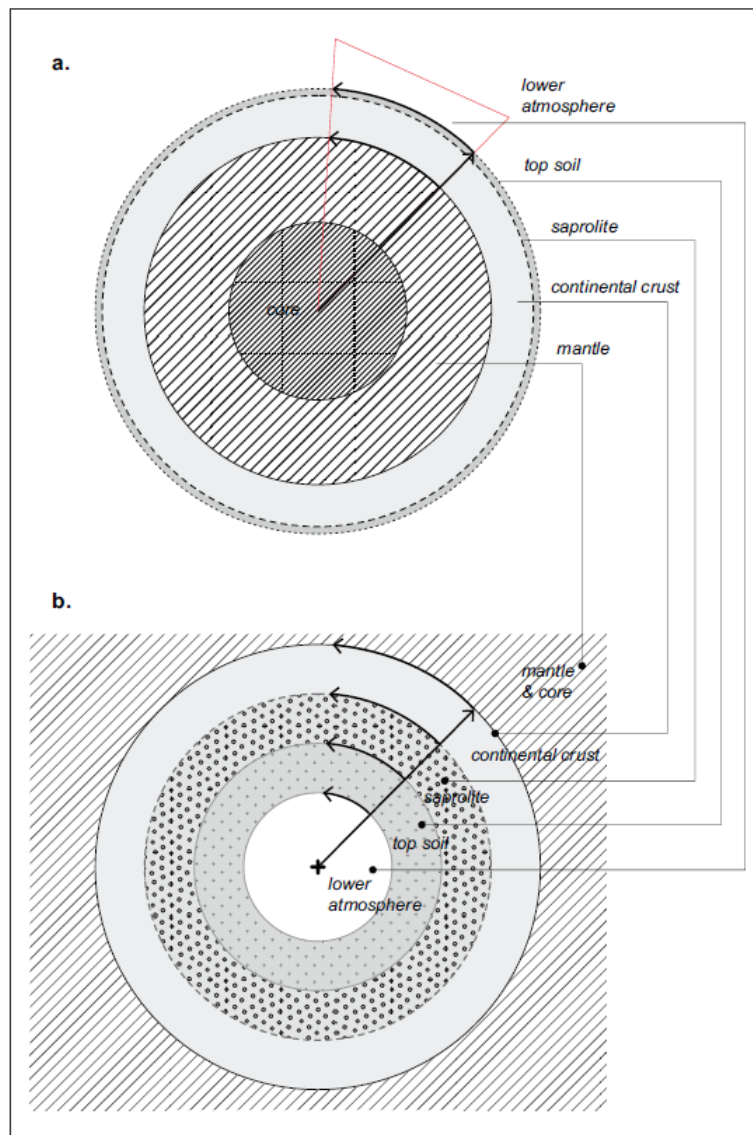 a.
lower
atmosphere
top soil
saprolite
continental crust
core
mantle
b.
mantle
& core
continental crust
saprolite
top soil
lower
atmosphere